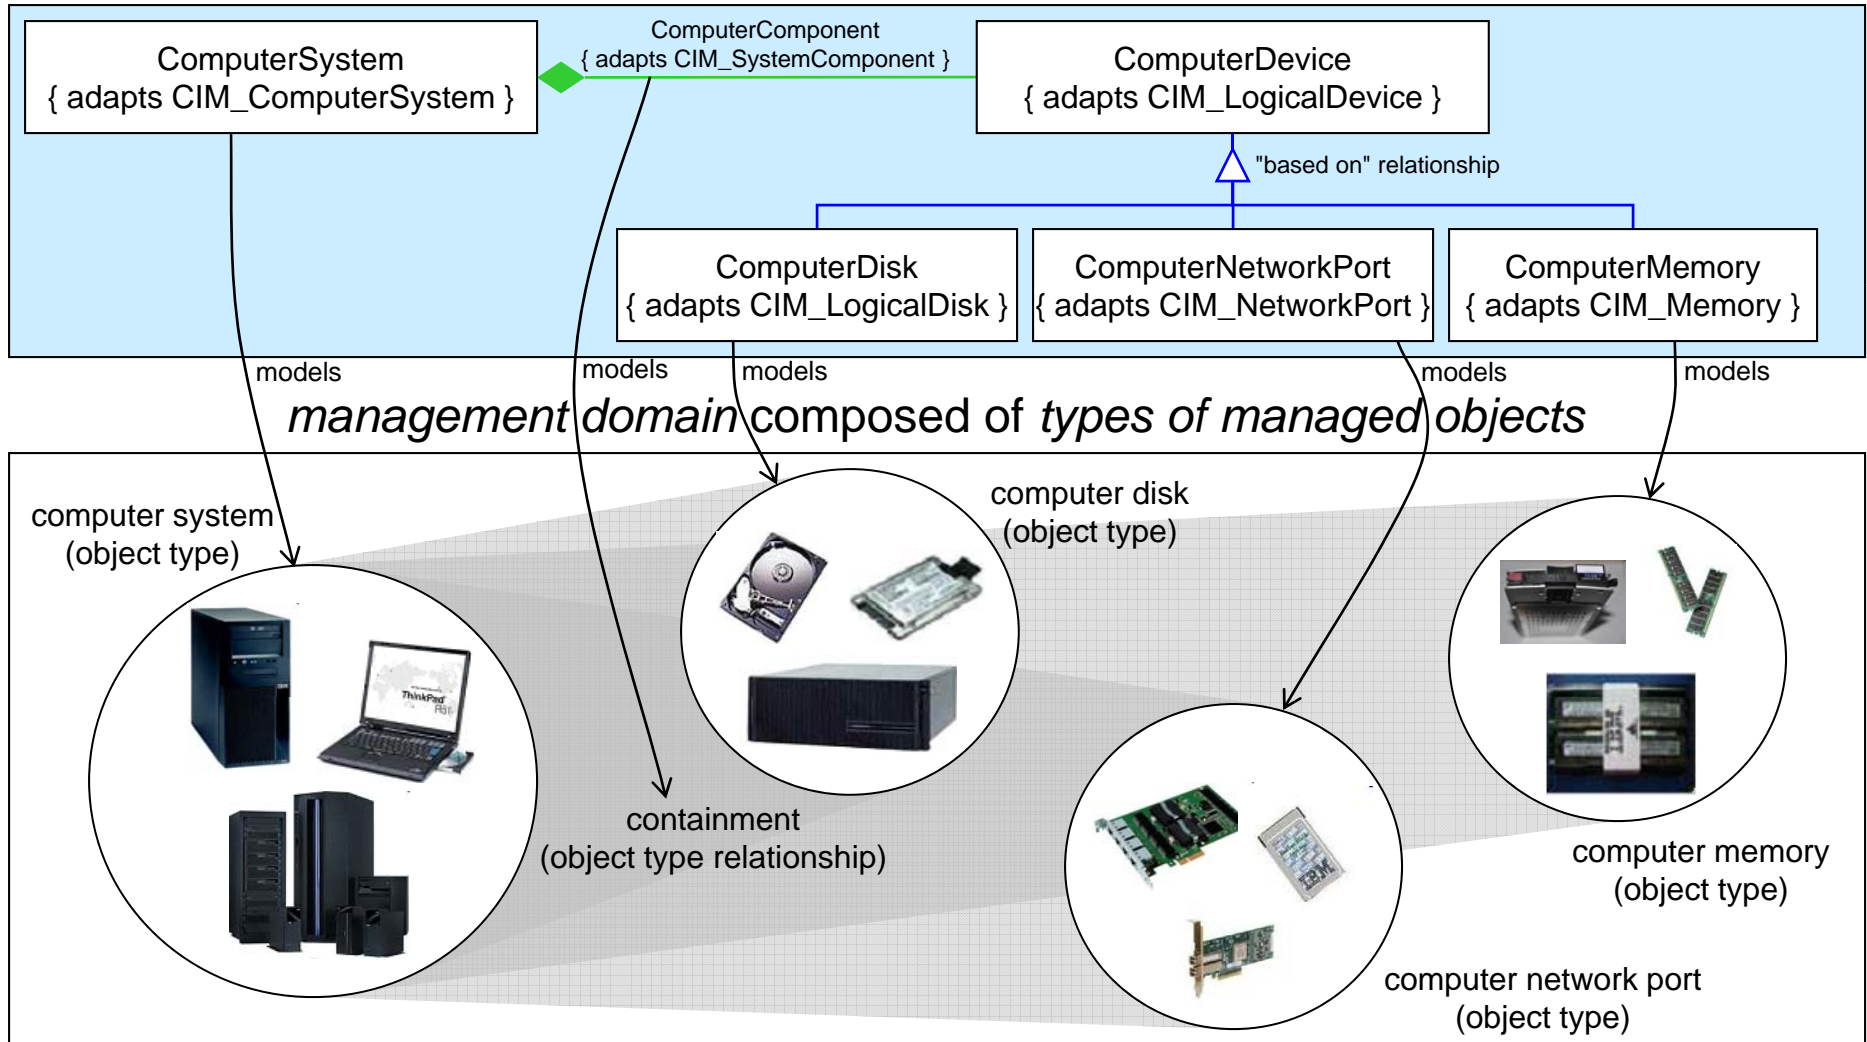 ComputerSystem
{ adapts CIM_ComputerSystem }
ComputerComponent
{ adapts CIM_SystemComponent }
ComputerDevice
{ adapts CIM_LogicalDevice }
"based on" relationship
ComputerDisk
{ adapts CIM_LogicalDisk }
ComputerNetworkPort
{ adapts CIM_NetworkPort }
ComputerMemory
{ adapts CIM_Memory }
models
models
models
models
models
management domain composed of types of managed objects
computer system
(object type)
computer disk
(object type)
ThinkPad
containment
(object type relationship)
IBM
IBM
computer memory
(object type)
computer network port
(object type)